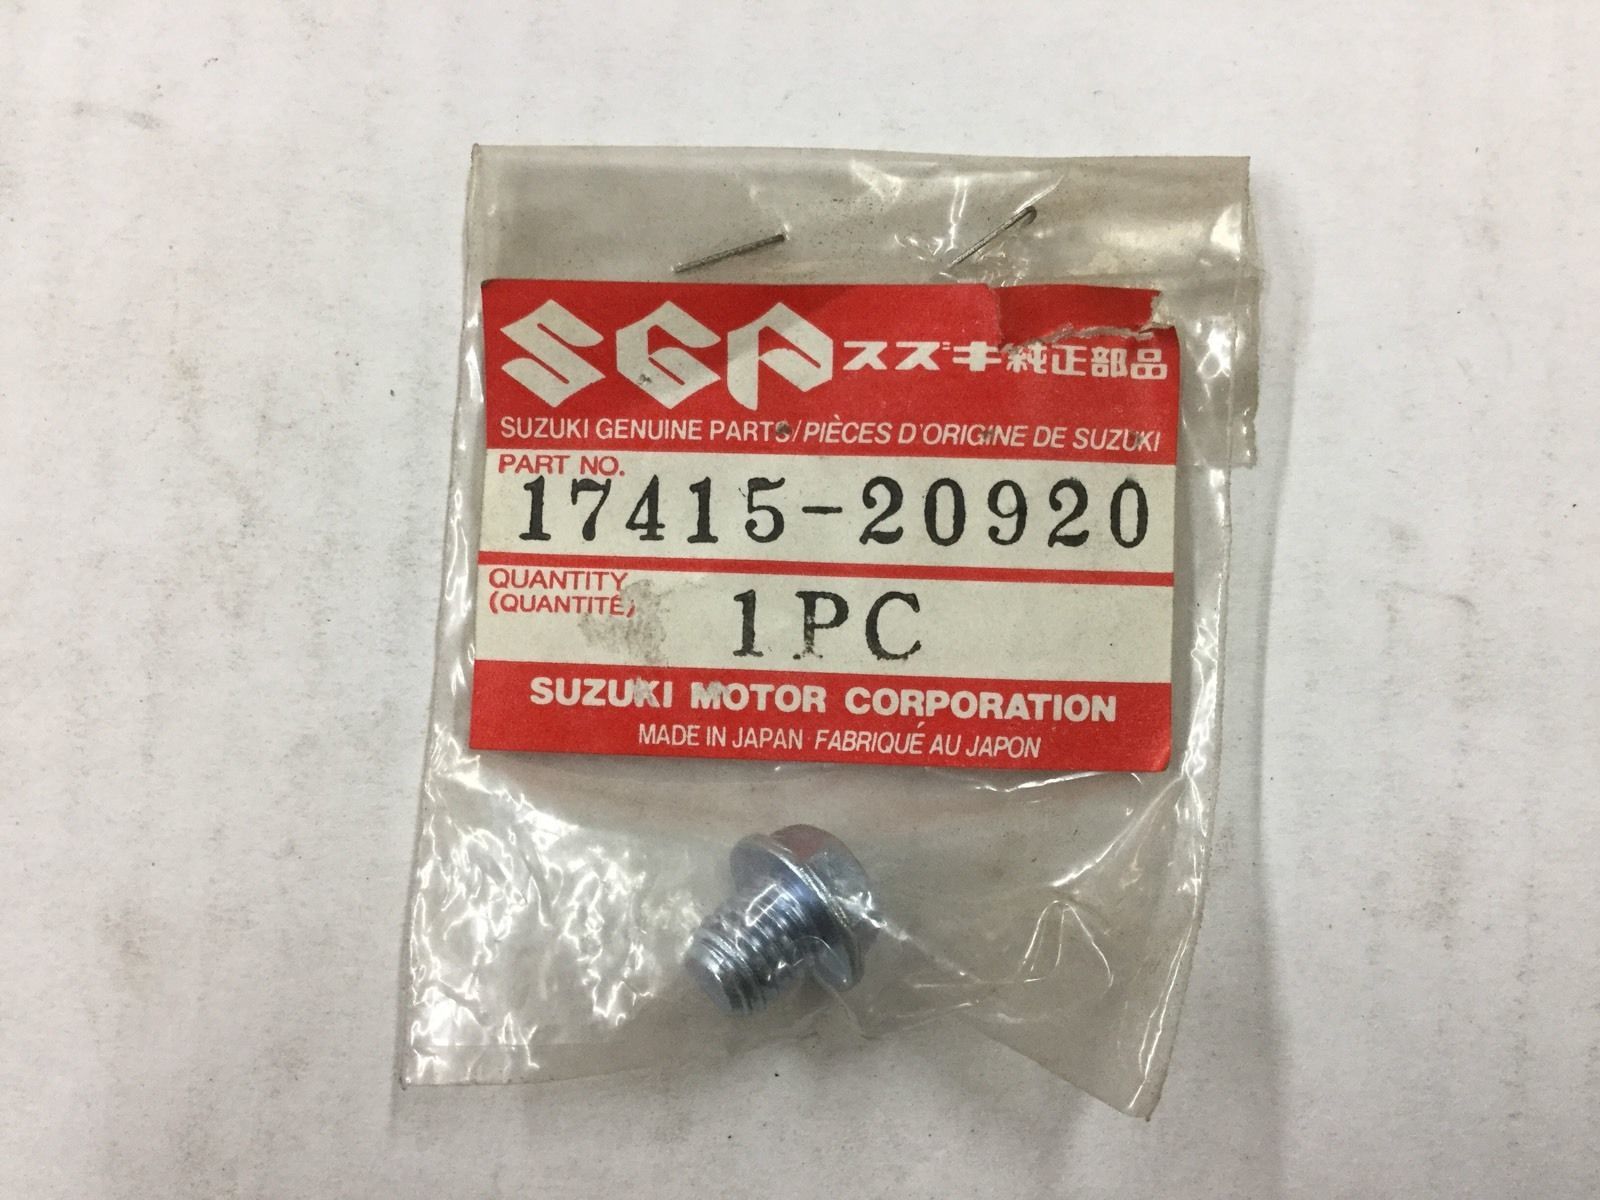 SGP スズキ純正部品
SUZUKI GENUINE PARTS/PIÈCES D'ORIGINE DE SUZUKI
PART NO.
17415-20920
QUANTITY
(QUANTITÉ)
1PC
SUZUKI MOTOR CORPORATION
MADE IN JAPAN FABRIQUÉ AU JAPON